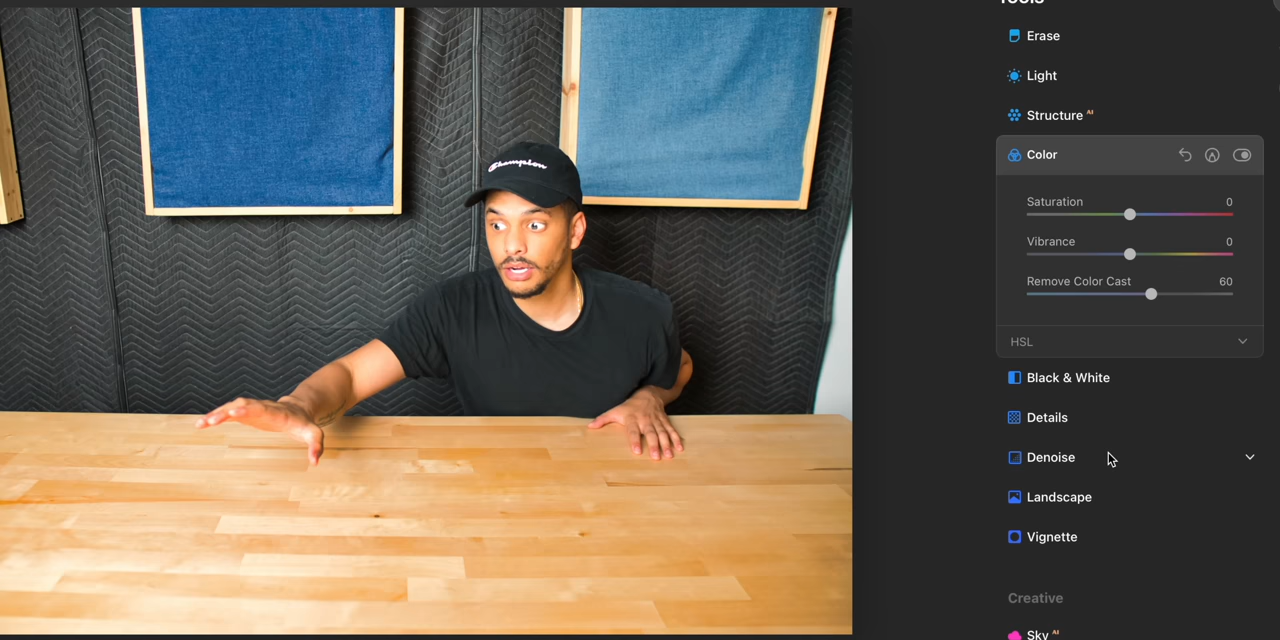 Tools
Erase
Light
Structure AI
Color
Saturation 0
Vibrance 0
Remove Color Cast 60
HSL
Black & White
Details
Denoise
Landscape
Vignette
Creative
Sky AI
Champion